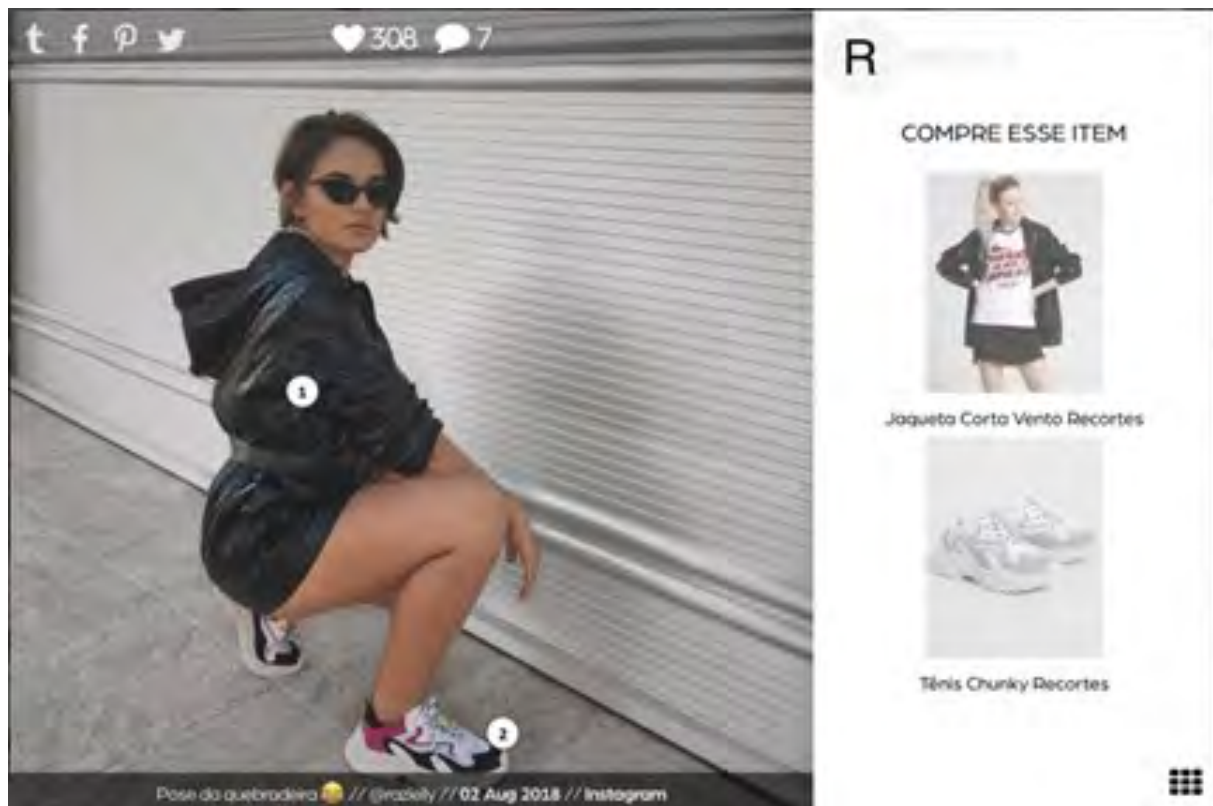 308 7
R
COMPRE ESSE ITEM
1
Jaqueta Corta Vento Recortes
2
Tênis Chunky Recortes
Pose da quebradeira 😂 // @razielly // 02 Aug 2018 // Instagram